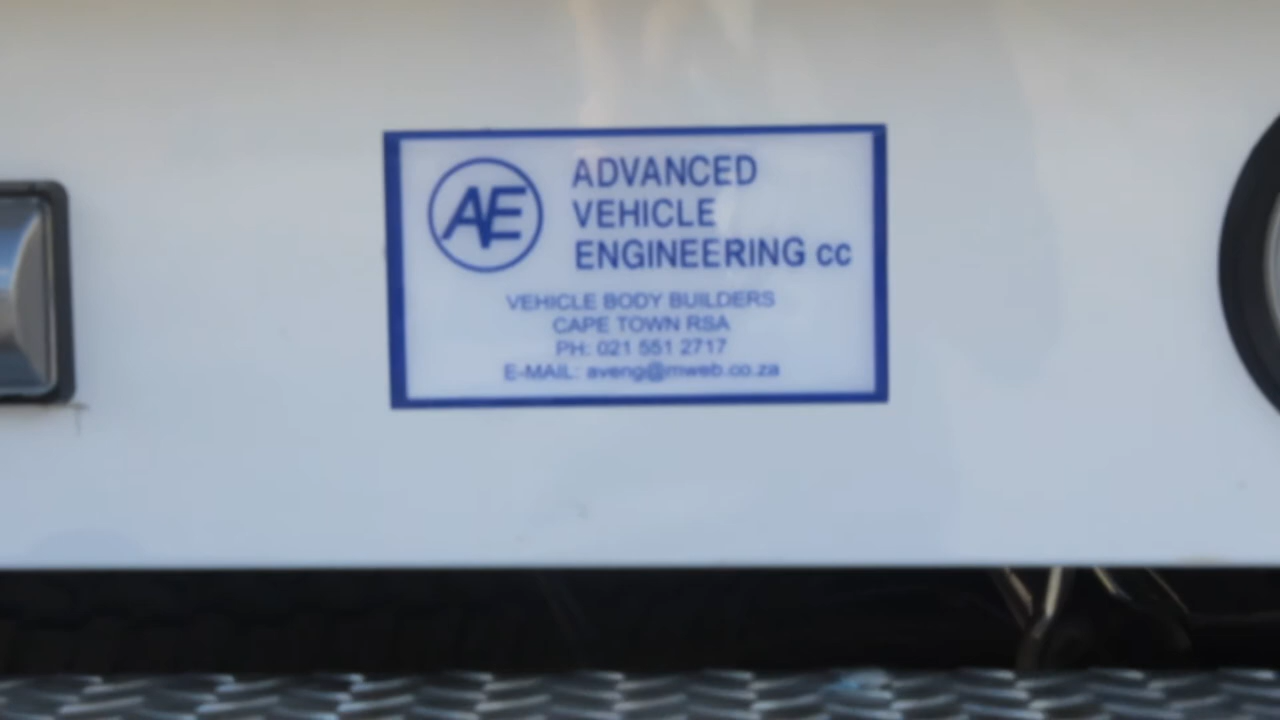 AE
ADVANCED
VEHICLE
ENGINEERING cc
VEHICLE BODY BUILDERS
CAPE TOWN RSA
PH: 021 551 2717
E-MAIL: aveng@mweb.co.za